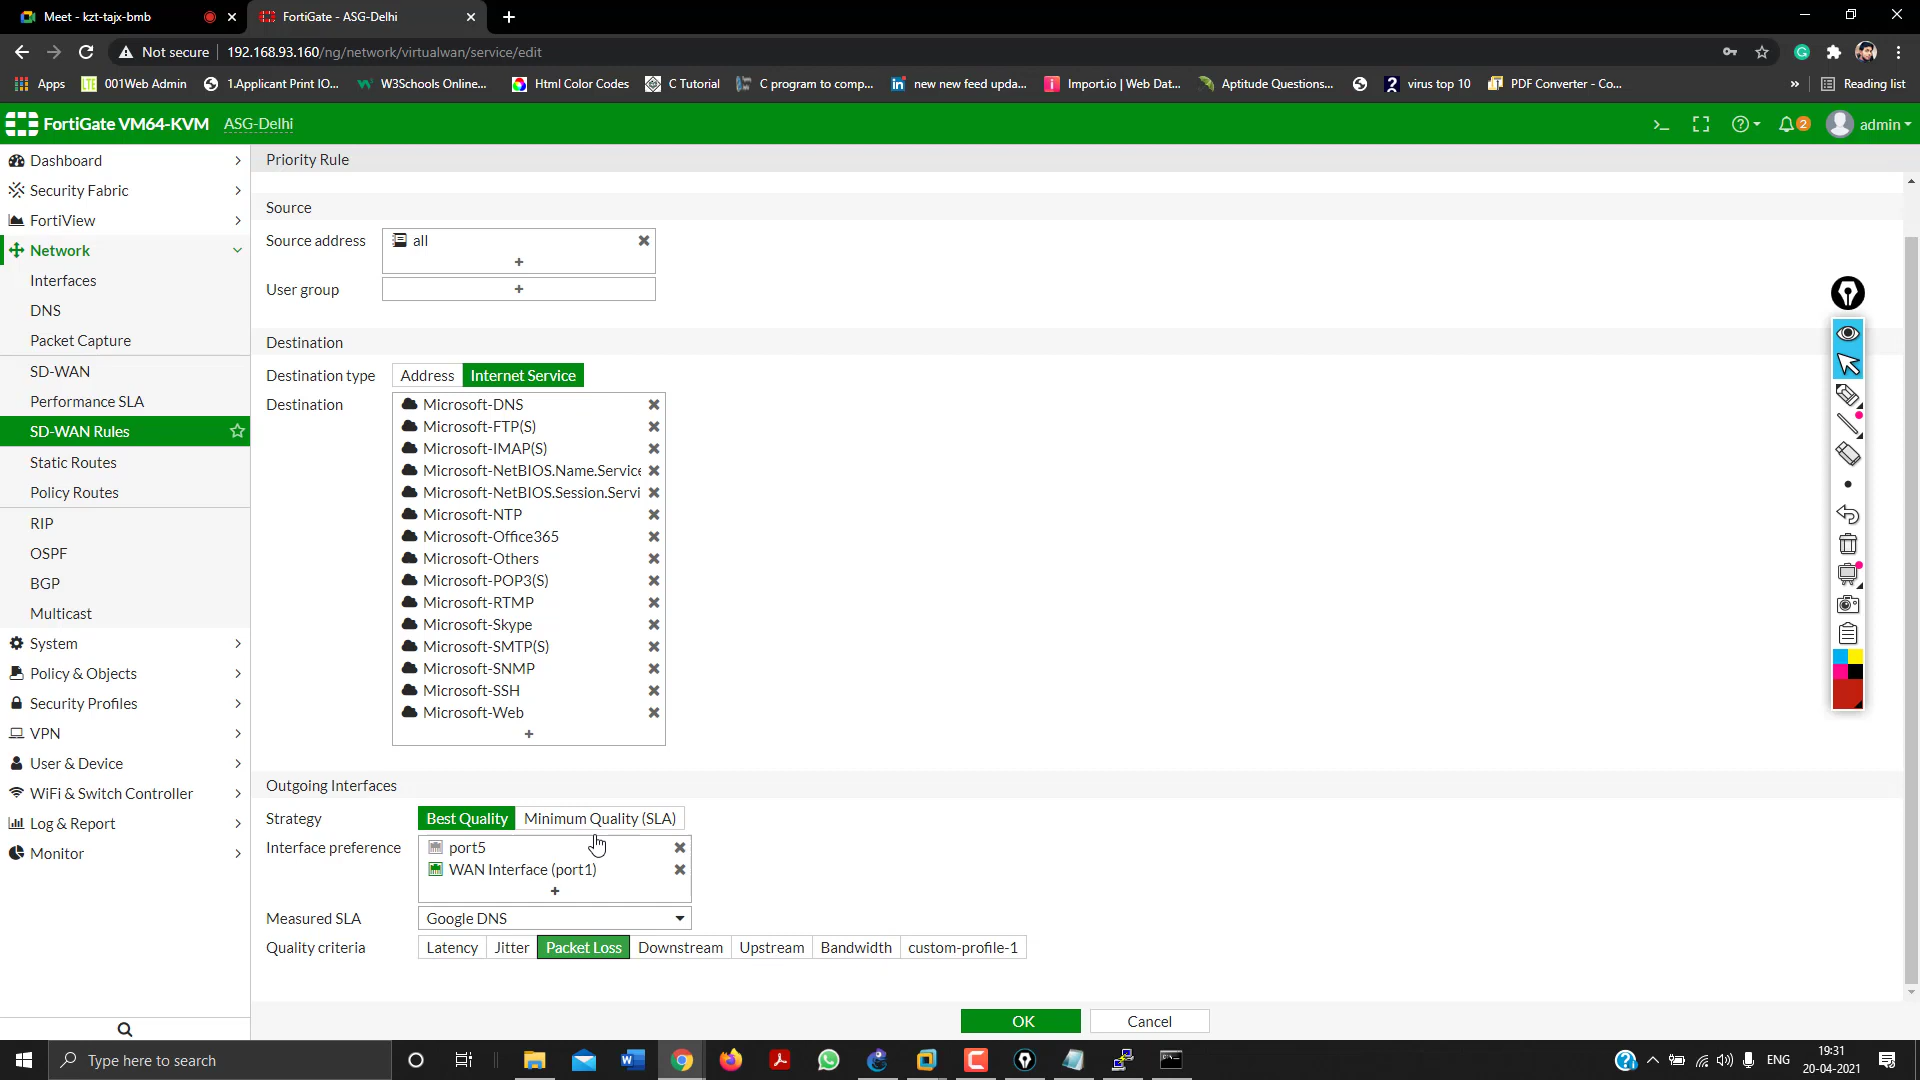 Meet - kzt-tajx-bmb
FortiGate - ASG-Delhi
Not secure
192.168.93.160/ng/network/virtualwan/service/edit
Apps
001Web Admin
1.Applicant Print IO...
W3Schools Online...
Html Color Codes
C Tutorial
C program to comp...
new new feed upda...
Import.io | Web Dat...
Aptitude Questions...
virus top 10
PDF Converter - Co...
»
Reading list
FortiGate VM64-KVM
ASG-Delhi
2
admin
Dashboard
Security Fabric
FortiView
Network
Interfaces
DNS
Packet Capture
SD-WAN
Performance SLA
SD-WAN Rules
Static Routes
Policy Routes
RIP
OSPF
BGP
Multicast
System
Policy & Objects
Security Profiles
VPN
User & Device
WiFi & Switch Controller
Log & Report
Monitor
Priority Rule
Source
Source address
all
User group
Destination
Destination type
Address
Internet Service
Destination
Microsoft-DNS
Microsoft-FTP(S)
Microsoft-IMAP(S)
Microsoft-NetBIOS.Name.Service
Microsoft-NetBIOS.Session.Servi
Microsoft-NTP
Microsoft-Office365
Microsoft-Others
Microsoft-POP3(S)
Microsoft-RTMP
Microsoft-Skype
Microsoft-SMTP(S)
Microsoft-SNMP
Microsoft-SSH
Microsoft-Web
Outgoing Interfaces
Strategy
Best Quality
Minimum Quality (SLA)
Interface preference
port5
WAN Interface (port1)
Measured SLA
Google DNS
Quality criteria
Latency
Jitter
Packet Loss
Downstream
Upstream
Bandwidth
custom-profile-1
OK
Cancel
Type here to search
ENG
19:31
20-04-2021